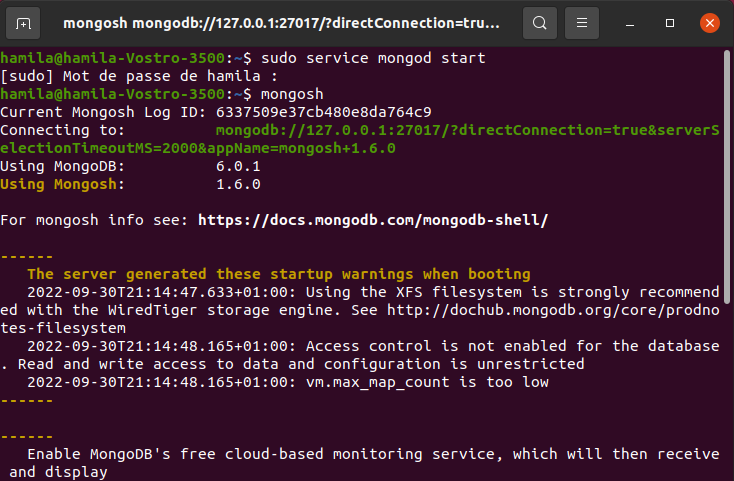 mongosh mongodb://127.0.0.1:27017/?directConnection=tru...
hamila@hamila-Vostro-3500:~$ sudo service mongod start
[sudo] Mot de passe de hamila :
hamila@hamila-Vostro-3500:~$ mongosh
Current Mongosh Log ID: 6337509e37cb480e8da764c9
Connecting to: mongodb://127.0.0.1:27017/?directConnection=true&serverS
electionTimeoutMS=2000&appName=mongosh+1.6.0
Using MongoDB: 6.0.1
Using Mongosh: 1.6.0
For mongosh info see: https://docs.mongodb.com/mongodb-shell/
------
The server generated these startup warnings when booting
2022-09-30T21:14:47.633+01:00: Using the XFS filesystem is strongly recommend
ed with the WiredTiger storage engine. See http://dochub.mongodb.org/core/prodno
tes-filesystem
2022-09-30T21:14:48.165+01:00: Access control is not enabled for the database
. Read and write access to data and configuration is unrestricted
2022-09-30T21:14:48.165+01:00: vm.max_map_count is too low
------
------
Enable MongoDB's free cloud-based monitoring service, which will then receive
and display